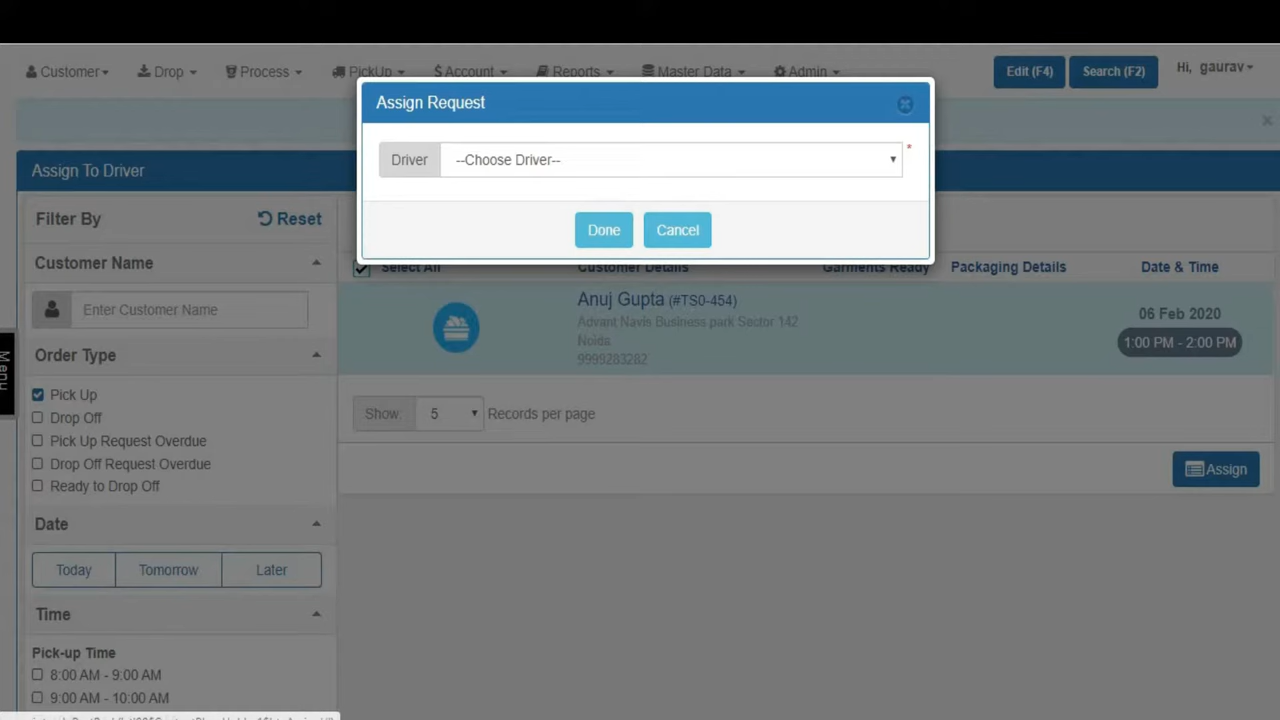 Customer Drop Process PickUp $ Account Reports Master Data Admin Edit (F4) Search (F2) Hi, gaurav
Assign Request
Driver --Choose Driver-- *
Done Cancel
Assign To Driver
Filter By Reset
Select All Customer Details Garments Ready Packaging Details Date & Time
Customer Name
Enter Customer Name
Anuj Gupta (#TS0-454)
Advant Navis Business park Sector 142
Noida
9999283282
06 Feb 2020
1:00 PM - 2:00 PM
Order Type
Pick Up
Drop Off
Pick Up Request Overdue
Drop Off Request Overdue
Ready to Drop Off
Show: 5 Records per page
Assign
Date
Today Tomorrow Later
Time
Pick-up Time
8:00 AM - 9:00 AM
9:00 AM - 10:00 AM
Menu